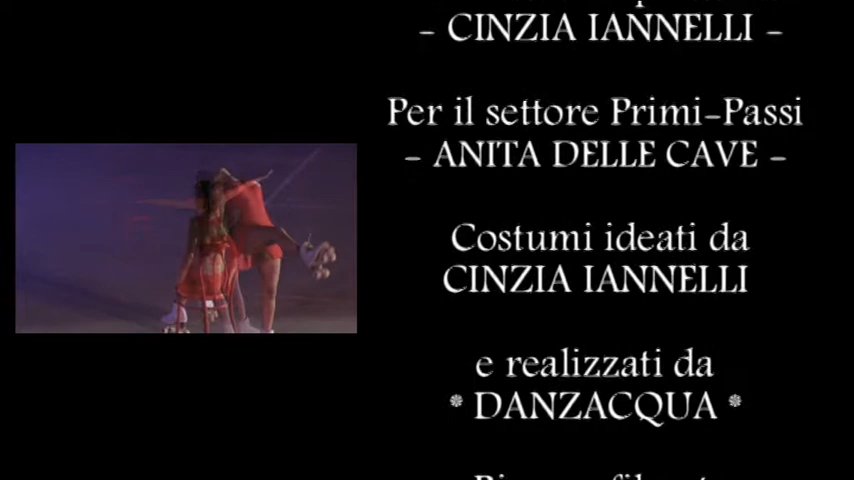 - CINZIA IANNELLI -
Per il settore Primi-Passi
- ANITA DELLE CAVE -
Costumi ideati da
CINZIA IANNELLI
e realizzati da
* DANZACQUA *